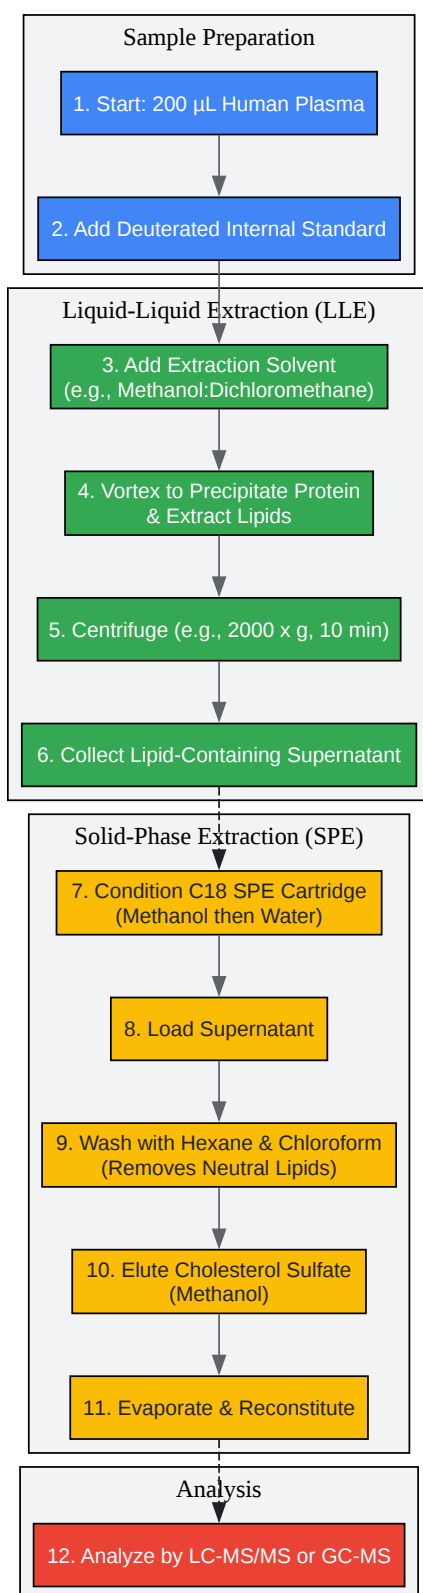 Sample Preparation
1. Start: 200 µL Human Plasma
2. Add Deuterated Internal Standard
Liquid-Liquid Extraction (LLE)
3. Add Extraction Solvent
(e.g., Methanol:Dichloromethane)
4. Vortex to Precipitate Protein
& Extract Lipids
5. Centrifuge (e.g., 2000 x g, 10 min)
6. Collect Lipid-Containing Supernatant
Solid-Phase Extraction (SPE)
7. Condition C18 SPE Cartridge
(Methanol then Water)
8. Load Supernatant
9. Wash with Hexane & Chloroform
(Removes Neutral Lipids)
10. Elute Cholesterol Sulfate
(Methanol)
11. Evaporate & Reconstitute
Analysis
12. Analyze by LC-MS/MS or GC-MS